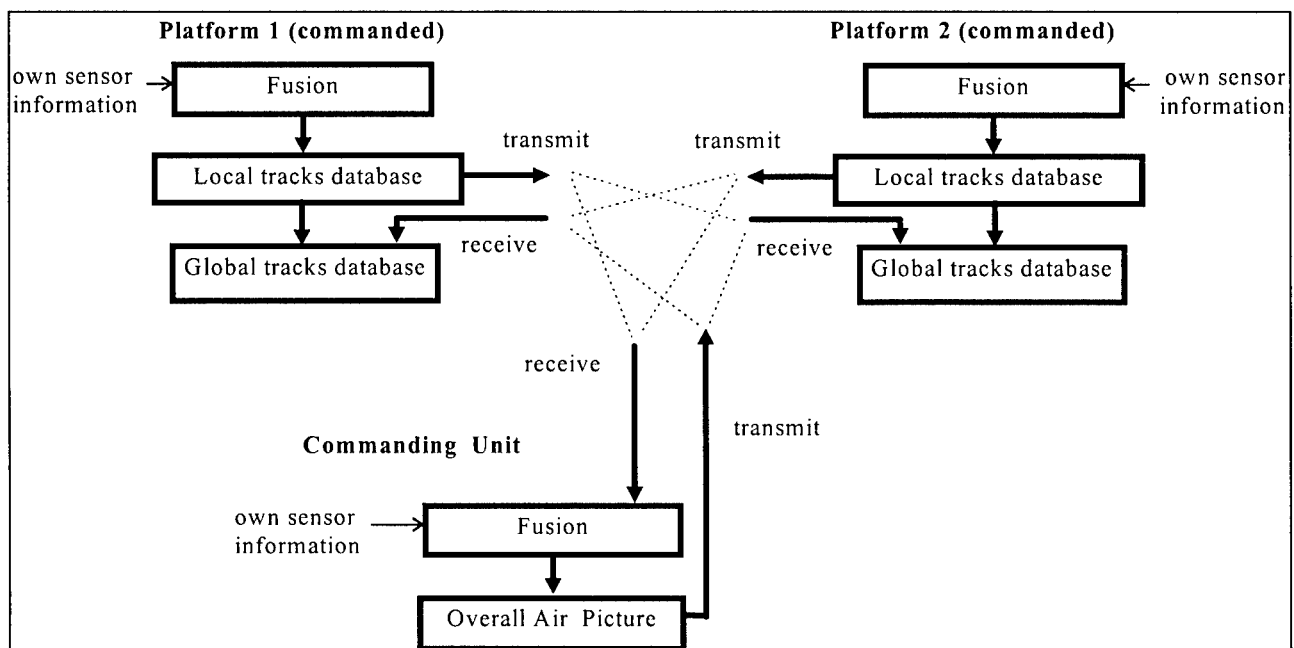 Platform 1 (commanded)
Platform 2 (commanded)
own sensor
information
Fusion
Fusion
own sensor
information
transmit
transmit
Local tracks database
Local tracks database
receive
receive
Global tracks database
Global tracks database
receive
transmit
Commanding Unit
own sensor
information
Fusion
Overall Air Picture